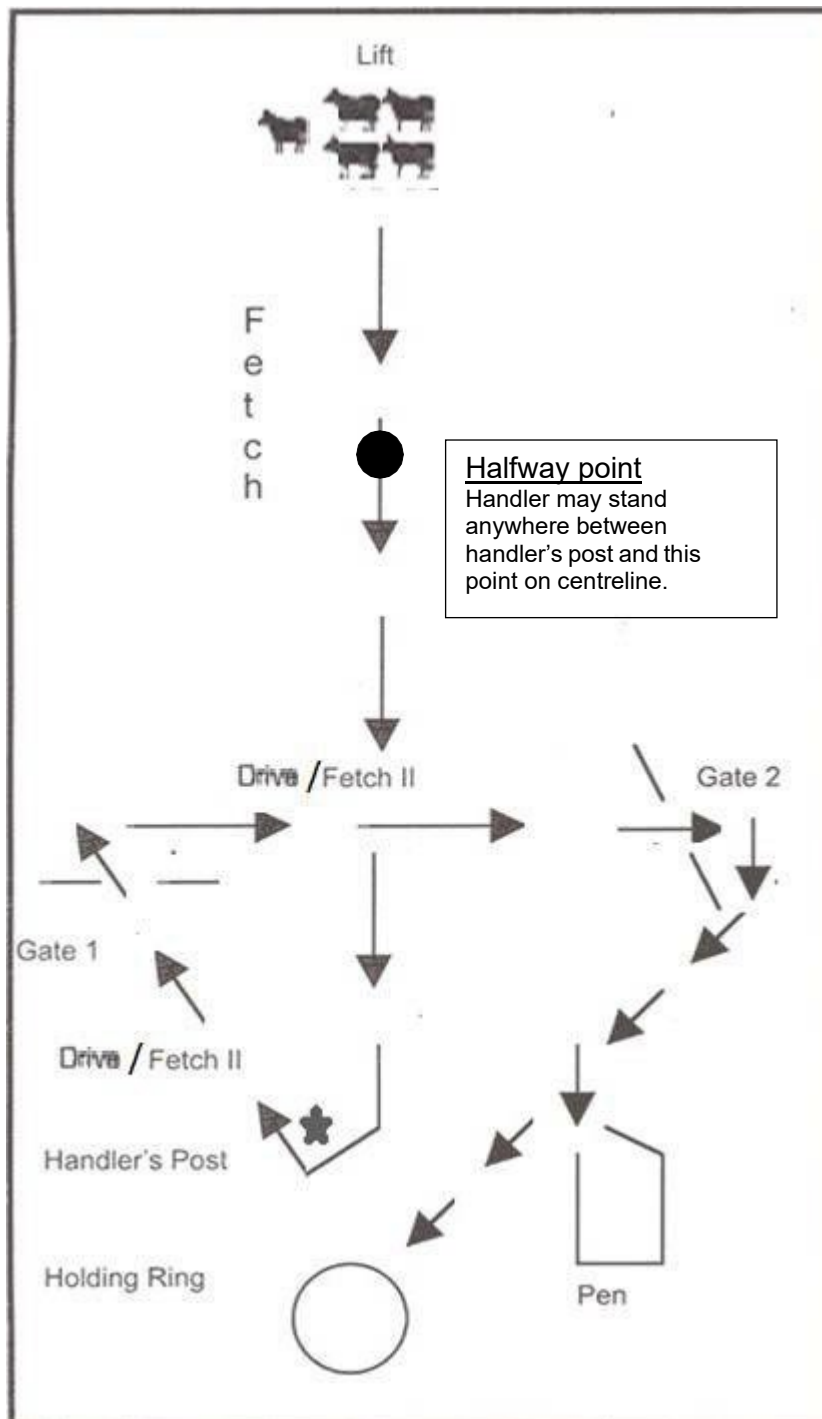 Lift
Fetch
Halfway point
Handler may stand
anywhere between
handler’s post and this
point on centreline.
Drive / Fetch II
Gate 2
Gate 1
Drive / Fetch II
Handler's Post
Holding Ring
Pen